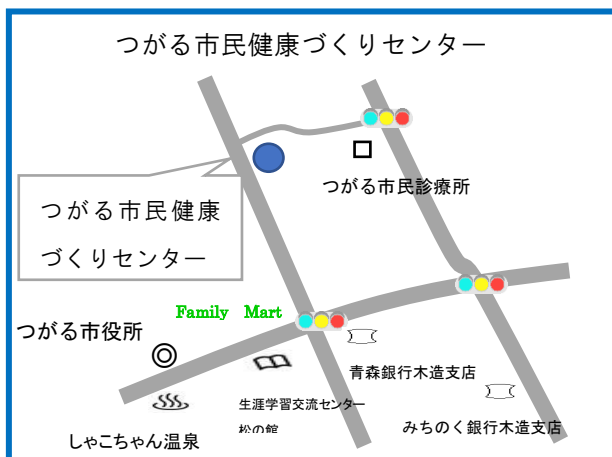 つがる市民健康づくりセンター
つがる市民診療所
つがる市民健康
づくりセンター
Family Mart
つがる市役所
青森銀行木造支店
生涯学習交流センター
松の館
みちのく銀行木造支店
しゃこちゃん温泉